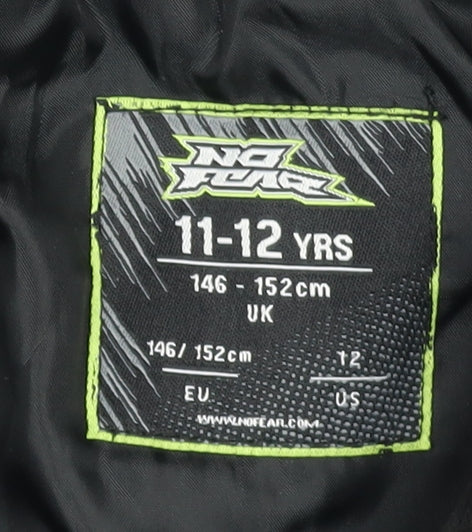 NO
FEAR
11-12 YRS
146 - 152cm
UK
146/ 152cm
EU
12
US
WWW.NOFEAR.COM